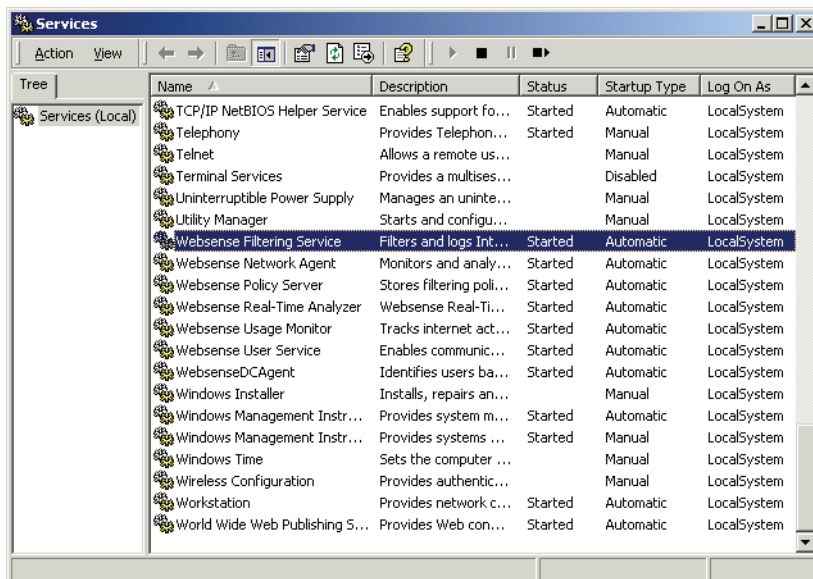 Services
Action View
Tree
Services (Local)
Name Description Status Startup Type Log On As
TCP/IP NetBIOS Helper Service Enables support fo... Started Automatic LocalSystem
Telephony Provides Telephon... Started Manual LocalSystem
Telnet Allows a remote us... Manual LocalSystem
Terminal Services Provides a multises... Disabled LocalSystem
Uninterruptible Power Supply Manages an uninte... Manual LocalSystem
Utility Manager Starts and configu... Manual LocalSystem
Websense Filtering Service Filters and logs Int... Started Automatic LocalSystem
Websense Network Agent Monitors and analy... Started Automatic LocalSystem
Websense Policy Server Stores filtering poli... Started Automatic LocalSystem
Websense Real-Time Analyzer Websense Real-Ti... Started Automatic LocalSystem
Websense Usage Monitor Tracks internet act... Started Automatic LocalSystem
Websense User Service Enables communic... Started Automatic LocalSystem
WebsenseDCAgent Identifies users ba... Started Automatic LocalSystem
Windows Installer Installs, repairs an... Manual LocalSystem
Windows Management Instr... Provides system m... Started Automatic LocalSystem
Windows Management Instr... Provides systems ... Started Manual LocalSystem
Windows Time Sets the computer ... Manual LocalSystem
Wireless Configuration Provides authentic... Manual LocalSystem
Workstation Provides network c... Started Automatic LocalSystem
World Wide Web Publishing S... Provides Web con... Started Automatic LocalSystem